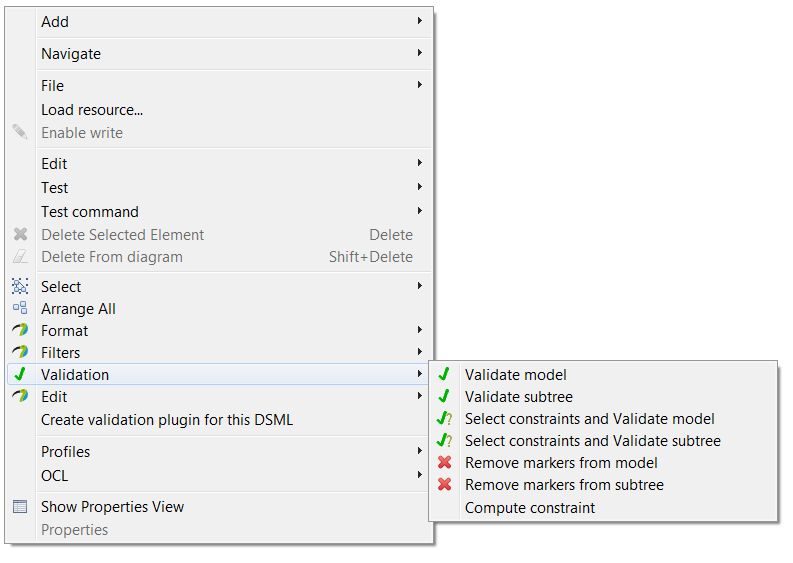 Add
Navigate
File
Load resource...
Enable write
Edit
Test
Test command
Delete Selected Element Delete
Delete From diagram Shift+Delete
Select
Arrange All
Format
Filters
Validation
Edit
Create validation plugin for this DSML
Profiles
OCL
Show Properties View
Properties
Validate model
Validate subtree
Select constraints and Validate model
Select constraints and Validate subtree
Remove markers from model
Remove markers from subtree
Compute constraint